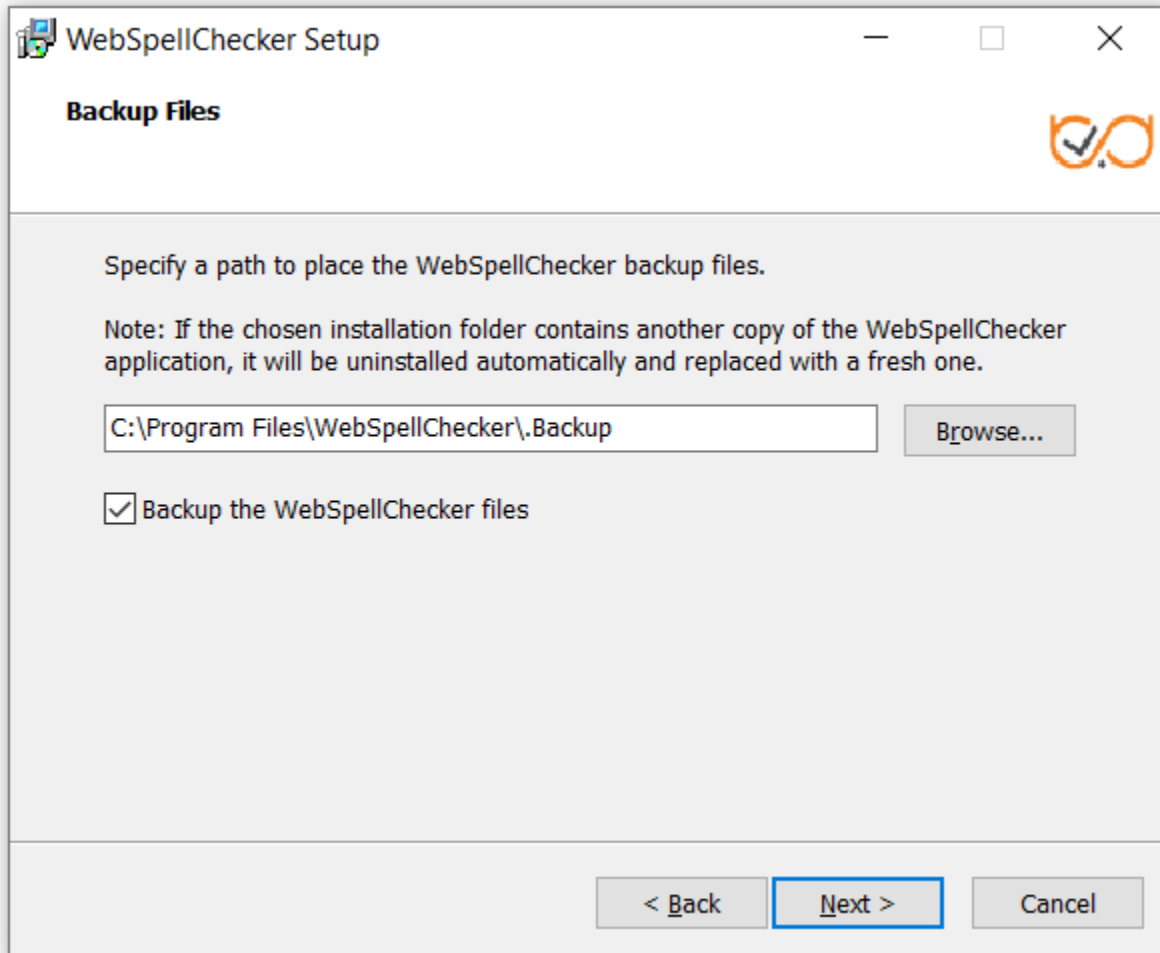 WebSpellChecker Setup
Backup Files
Specify a path to place the WebSpellChecker backup files.
Note: If the chosen installation folder contains another copy of the WebSpellChecker
application, it will be uninstalled automatically and replaced with a fresh one.
C:\Program Files\WebSpellChecker\.Backup
Browse...
Backup the WebSpellChecker files
< Back
Next >
Cancel